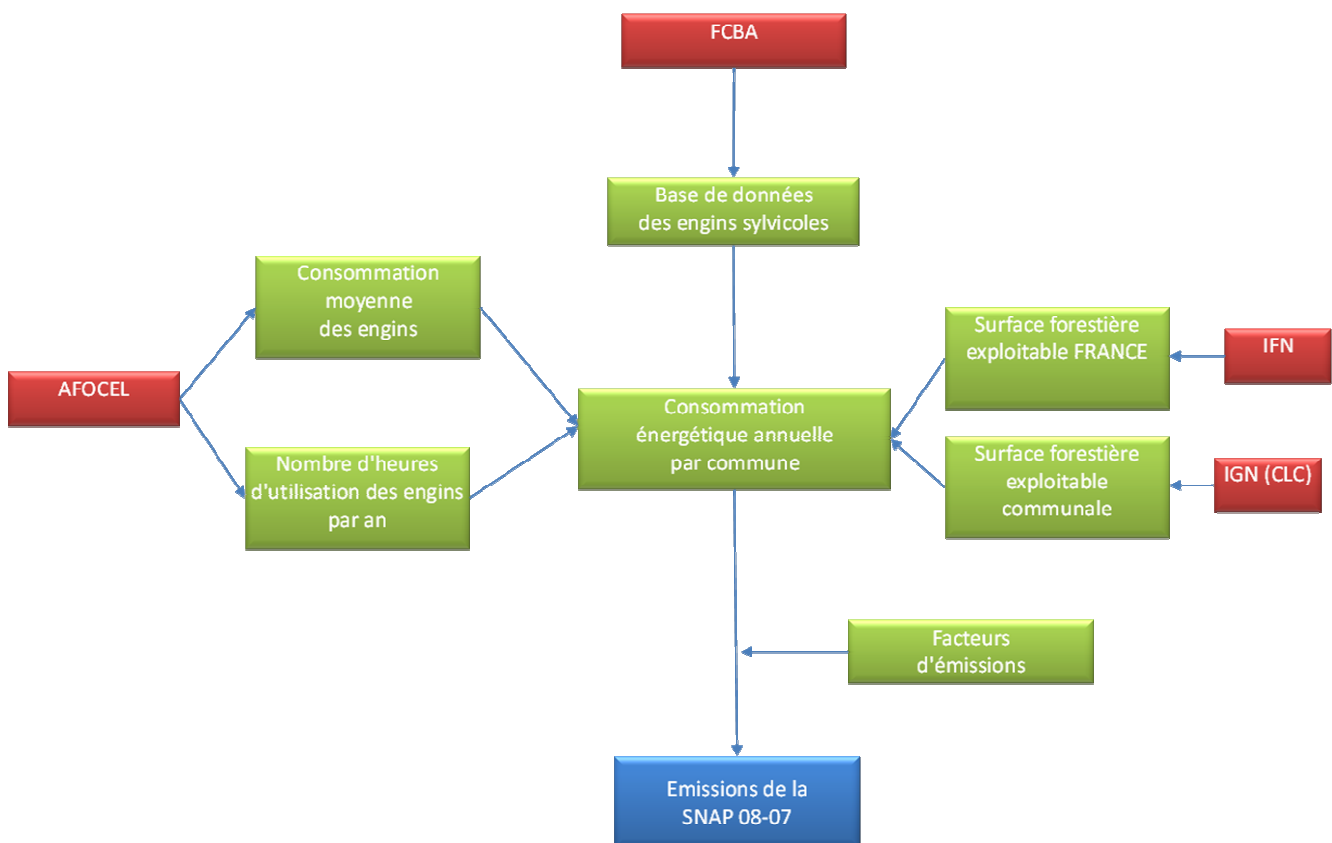 FCBA
Base de données
des engins sylvicoles
Consommation
moyenne
des engins
Surface forestière
exploitable FRANCE
IFN
AFOCEL
Consommation
énergétique annuelle
par commune
Nombre d'heures
d'utilisation des engins
par an
Surface forestière
exploitable
communale
IGN (CLC)
Facteurs
d'émissions
Emissions de la
SNAP 08-07